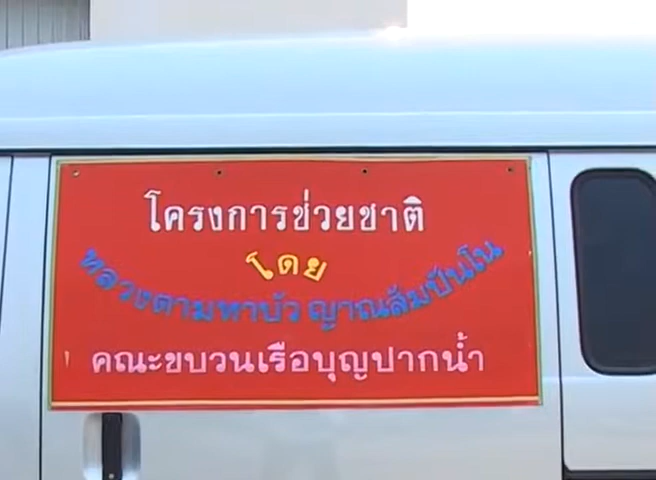 โครงการช่วยชาติ
โดย
หลวงตามหาบัว ญาณสัมปันโน
คณะขบวนเรือบุญปากน้ำ